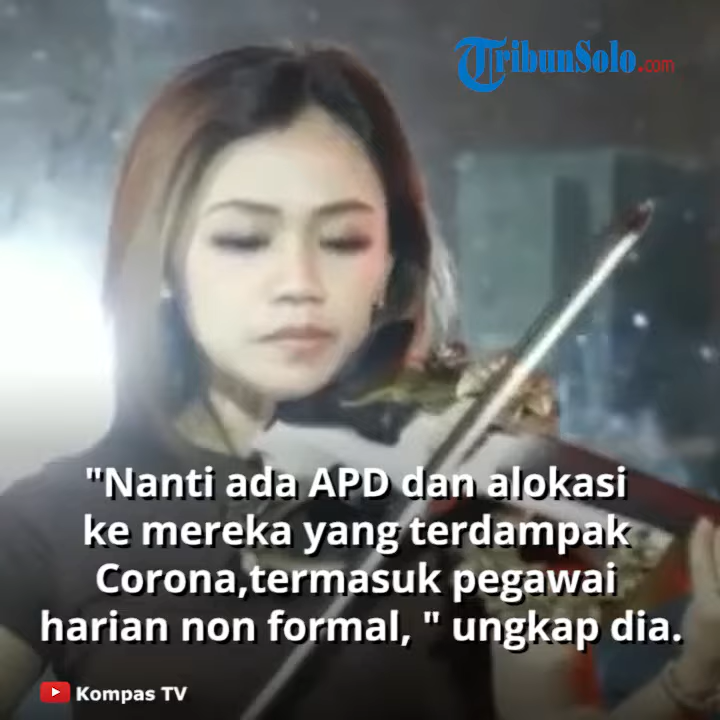 TribunSolo.com
"Nanti ada APD dan alokasi
ke mereka yang terdampak
Corona,termasuk pegawai
harian non formal, " ungkap dia.
Kompas TV